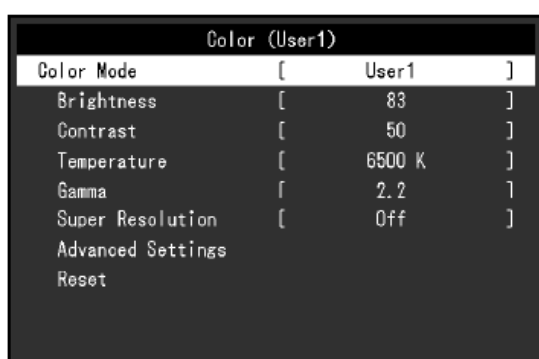 Color (User1)
Color Mode [ User1 ]
Brightness [ 83 ]
Contrast [ 50 ]
Temperature [ 6500 K ]
Gamma [ 2.2 ]
Super Resolution [ Off ]
Advanced Settings
Reset